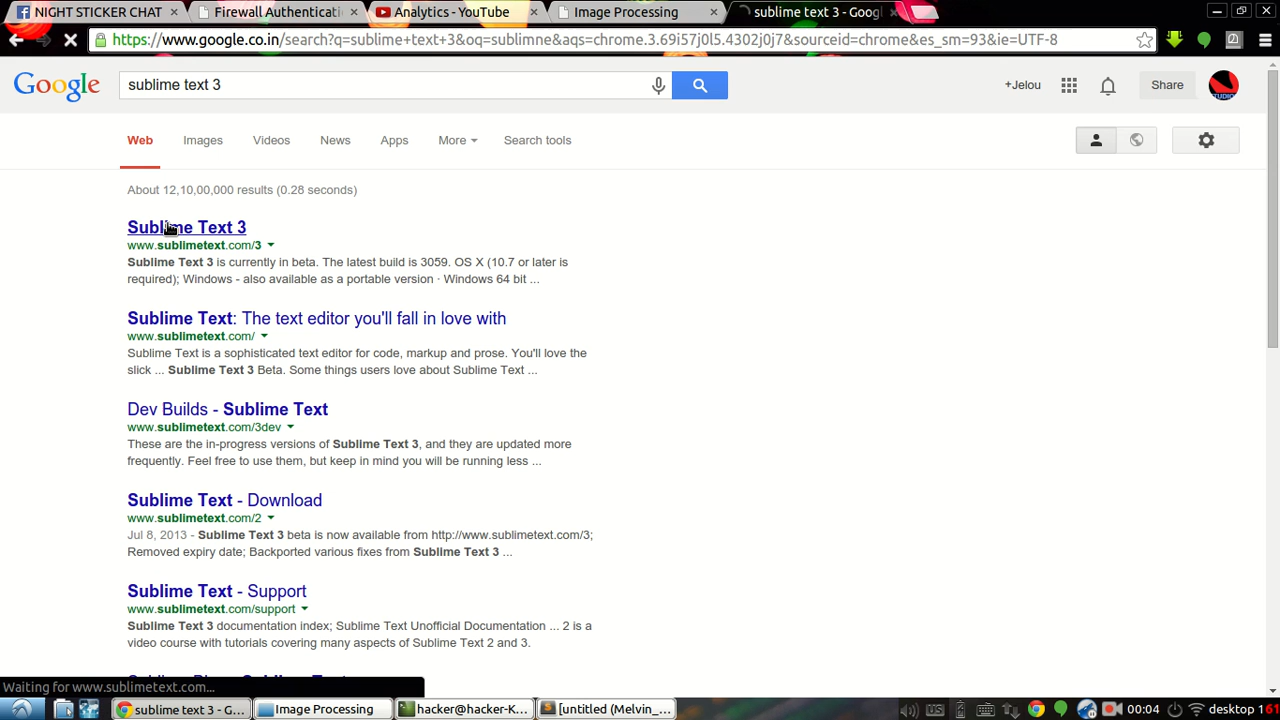 NIGHT STICKER CHAT
Firewall Authenticati
Analytics - YouTube
Image Processing
sublime text 3 - Goog
https://www.google.co.in/search?q=sublime+text+3&oq=sublimne&aqs=chrome.3.69i57j0l5.4302j0j7&sourceid=chrome&es_sm=93&ie=UTF-8
Google
sublime text 3
+Jelou
Share
STUDIO
Web
Images
Videos
News
Apps
More
Search tools
About 12,10,00,000 results (0.28 seconds)
Sublime Text 3
www.sublimetext.com/3
Sublime Text 3 is currently in beta. The latest build is 3059. OS X (10.7 or later is
required); Windows - also available as a portable version · Windows 64 bit ...
Sublime Text: The text editor you'll fall in love with
www.sublimetext.com/
Sublime Text is a sophisticated text editor for code, markup and prose. You'll love the
slick ... Sublime Text 3 Beta. Some things users love about Sublime Text ...
Dev Builds - Sublime Text
www.sublimetext.com/3dev
These are the in-progress versions of Sublime Text 3, and they are updated more
frequently. Feel free to use them, but keep in mind you will be running less ...
Sublime Text - Download
www.sublimetext.com/2
Jul 8, 2013 - Sublime Text 3 beta is now available from http://www.sublimetext.com/3;
Removed expiry date; Backported various fixes from Sublime Text 3 ...
Sublime Text - Support
www.sublimetext.com/support
Sublime Text 3 documentation index; Sublime Text Unofficial Documentation ... 2 is a
video course with tutorials covering many aspects of Sublime Text 2 and 3.
Waiting for www.sublimetext.com...
sublime text 3 - G...
Image Processing
hacker@hacker-K...
[untitled (Melvin_...
00:04
desktop 1
61